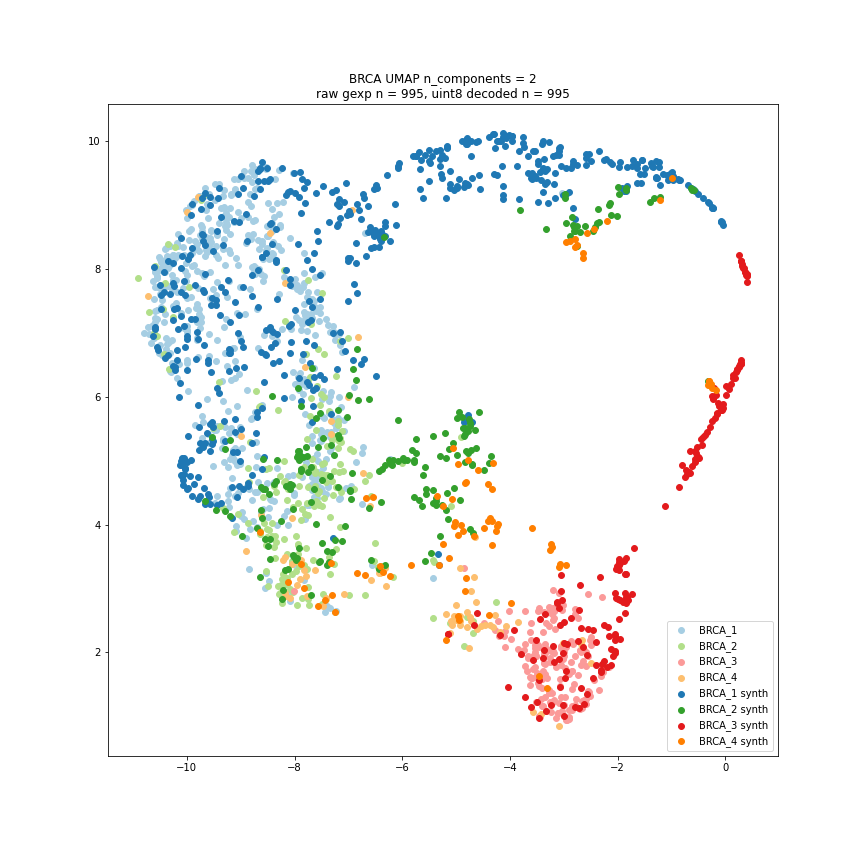 BRCA UMAP n_components = 2
raw gexp n = 995, uint8 decoded n = 995
10
8
6
4
2
−10
−8
−6
−4
−2
0
BRCA_1
BRCA_2
BRCA_3
BRCA_4
BRCA_1 synth
BRCA_2 synth
BRCA_3 synth
BRCA_4 synth